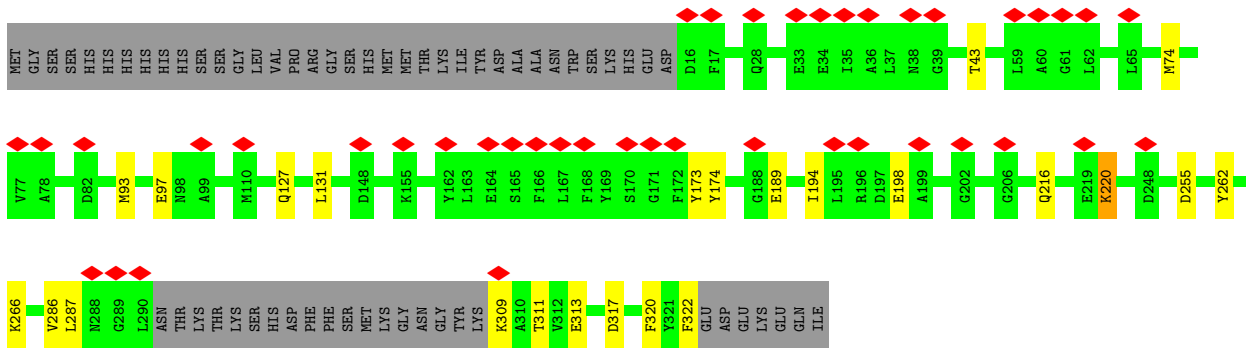 MET GLY SER SER HIS HIS HIS HIS HIS HIS SER SER GLY LEU VAL PRO ARG GLY SER HIS MET MET THR LYS ILE TYR ASP ALA ALA ASN TRP SER LYS HIS GLU ASP D16 F17 Q28 E33 E34 I35 A36 L37 N38 G39 T43 L59 A60 G61 L62 L65 M74
V77 A78 D82 M93 E97 N98 A99 M110 Q127 L131 D148 K155 Y162 L163 E164 S165 F166 L167 F168 Y169 S170 G171 F172 Y173 Y174 G188 E189 I194 L195 R196 D197 E198 A199 G202 G206 Q216 E219 K220 D248 D255 Y262
K266 V286 L287 N288 G289 L290 ASN THR LYS THR LYS SER HIS ASP PHE PHE SER MET LYS GLY ASN GLY TYR LYS K309 A310 T311 V312 E313 D317 F320 Y321 F322 GLU ASP GLU LYS GLU GLN ILE